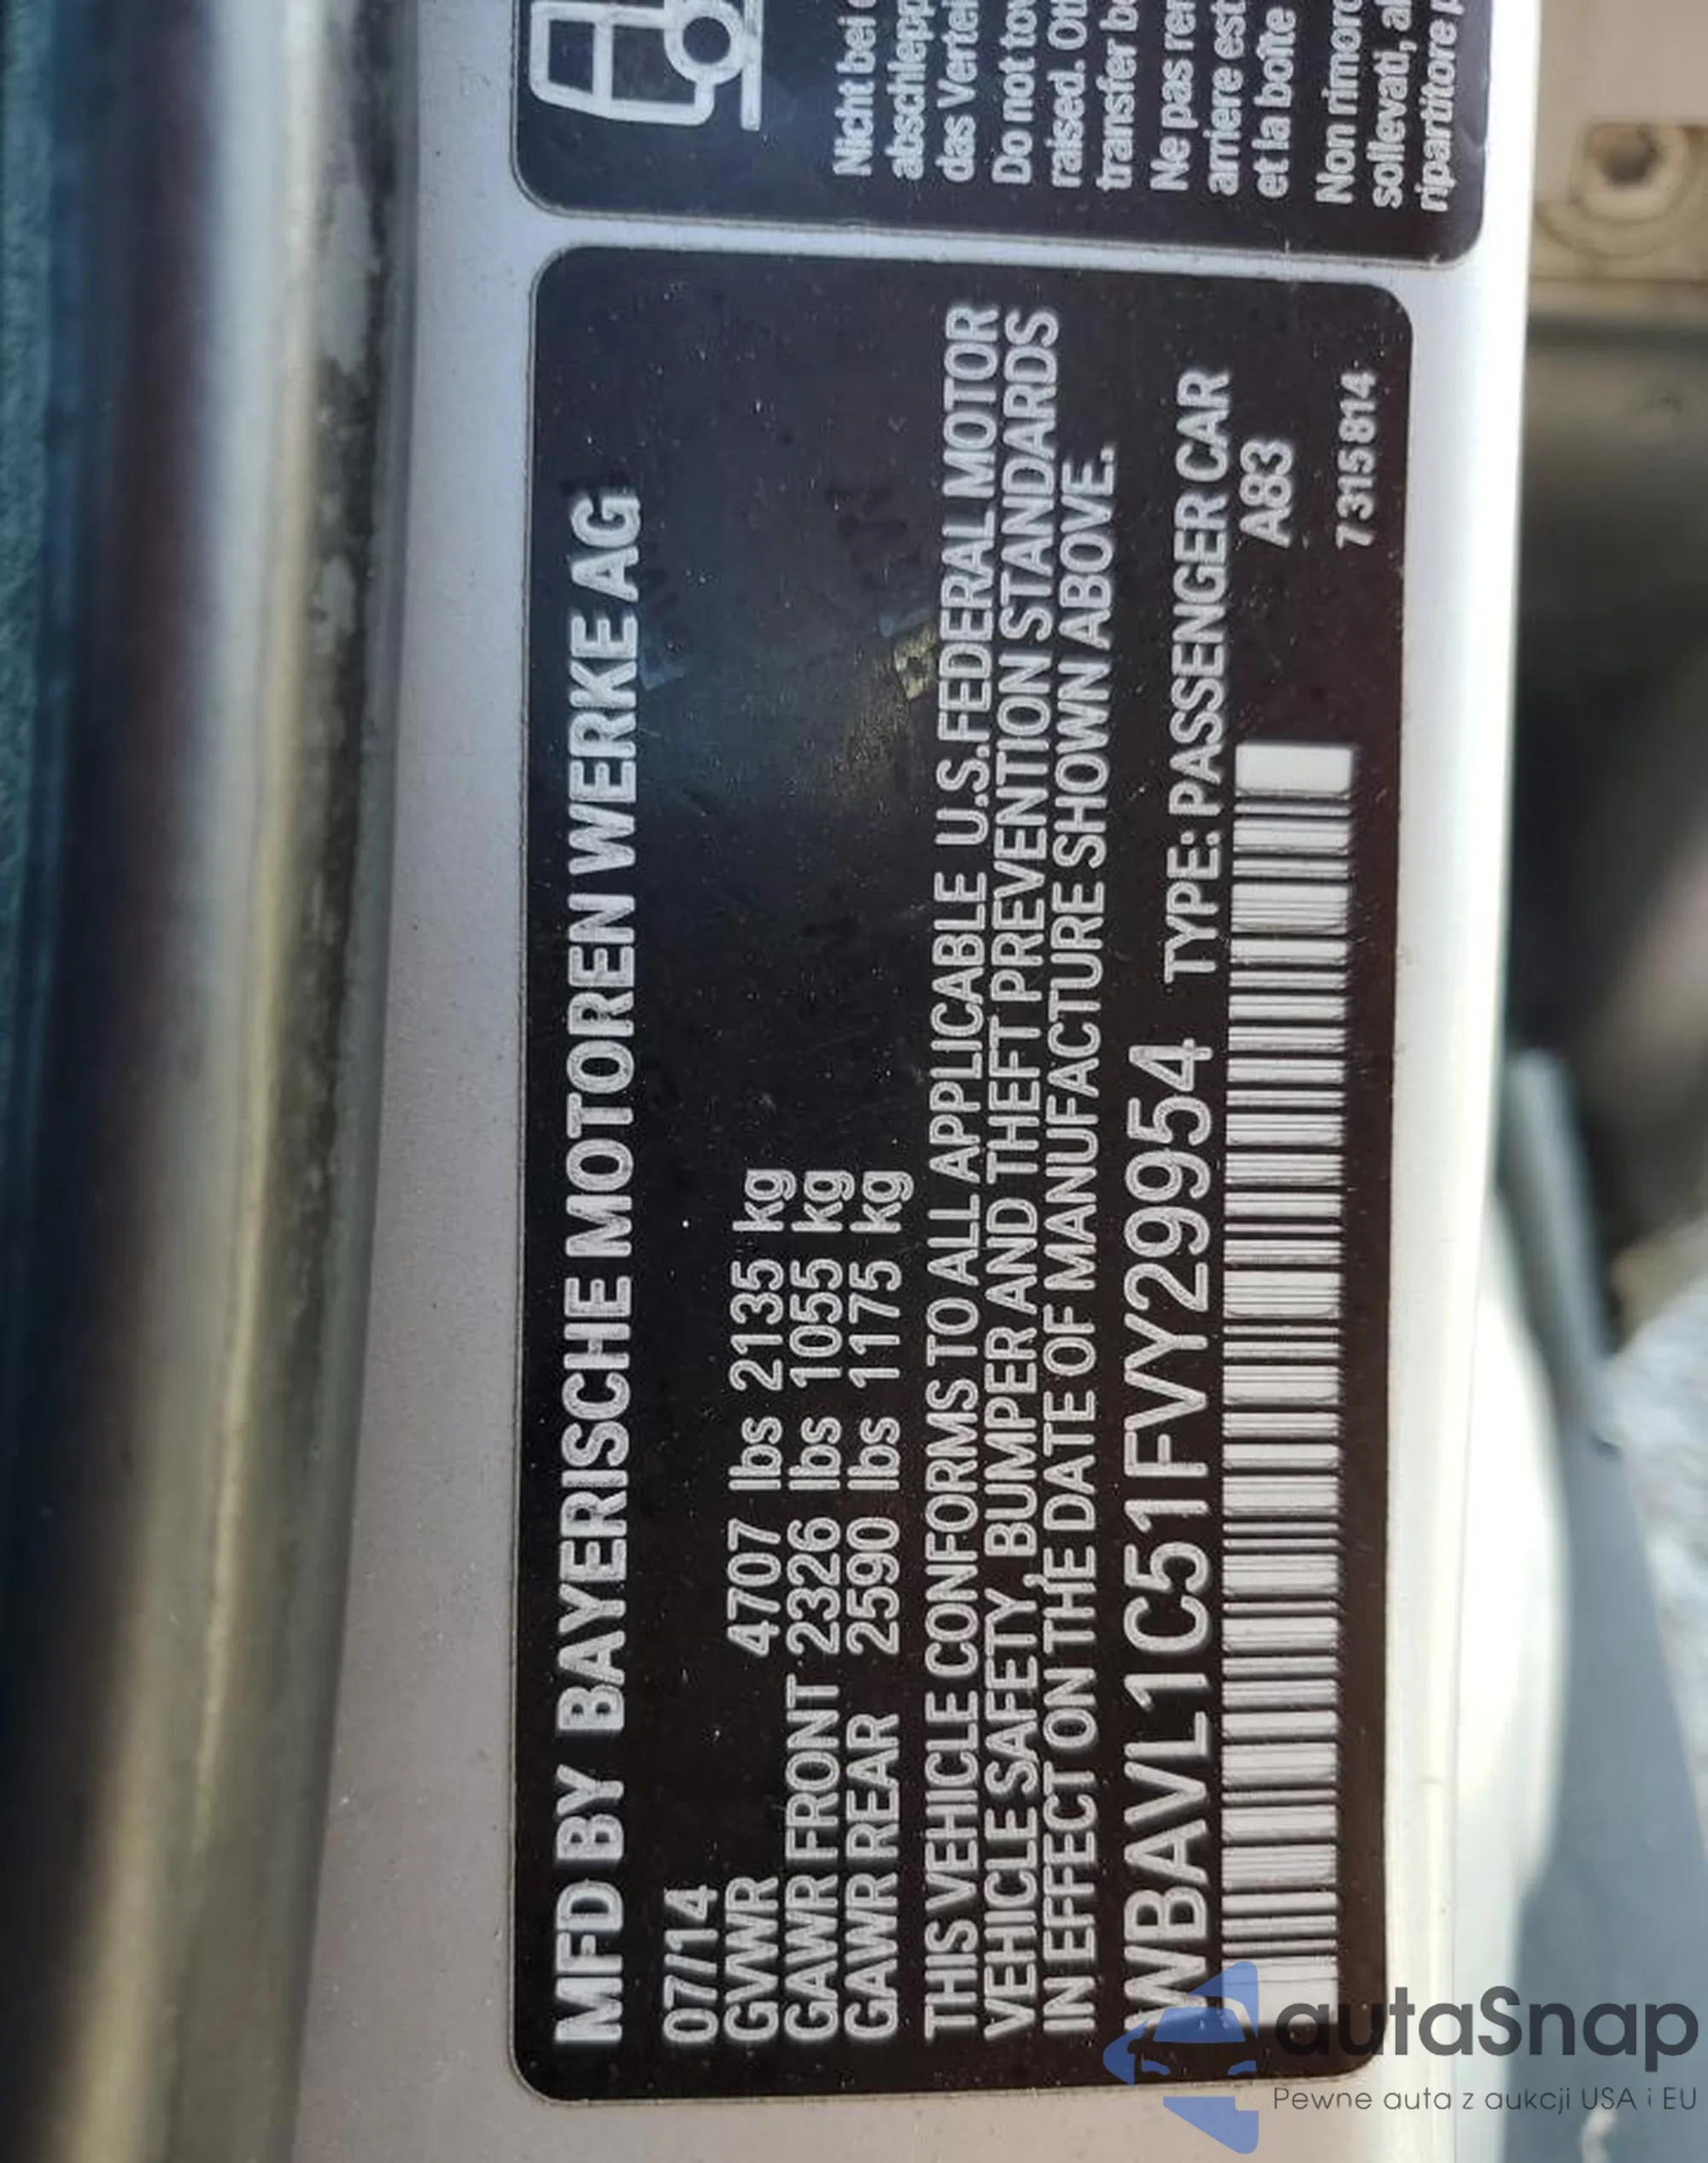 MFD BY BAYERISCHE MOTOREN WERKE AG
07/14
GVWR 4707 lbs 2135 kg
GAWR FRONT 2326 lbs 1055 kg
GAWR REAR 2590 lbs 1175 kg
THIS VEHICLE CONFORMS TO ALL APPLICABLE U.S.FEDERAL MOTOR
VEHICLE SAFETY, BUMPER AND THEFT PREVENTION STANDARDS
IN EFFECT ON THE DATE OF MANUFACTURE SHOWN ABOVE.
WBAVL1C51FVY29954 TYPE: PASSENGER CAR
A83
7315814
Nicht bei
abschlepp
das Vertei
Do not tow
raised. Ot
transfer b
Ne pas re
arriere est
et la boîte
Non rimor
sollevati, a
ripartitore
autaSnap
Pewne auta z aukcji USA i EU